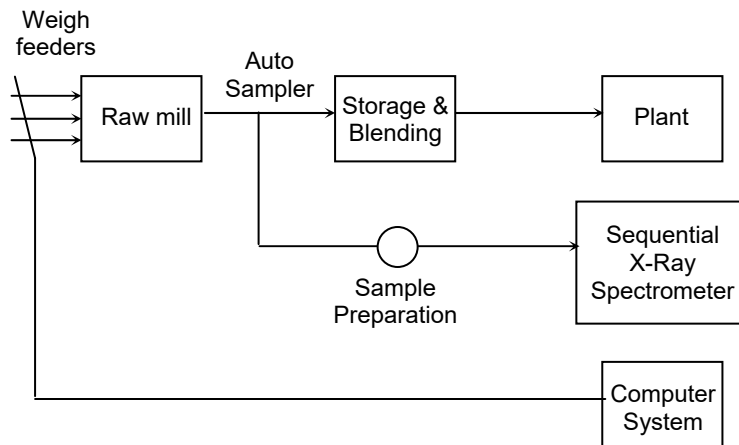 Weigh
feeders
Auto
Sampler
Raw mill
Storage &
Blending
Plant
Sequential
X-Ray
Spectrometer
Sample
Preparation
Computer
System